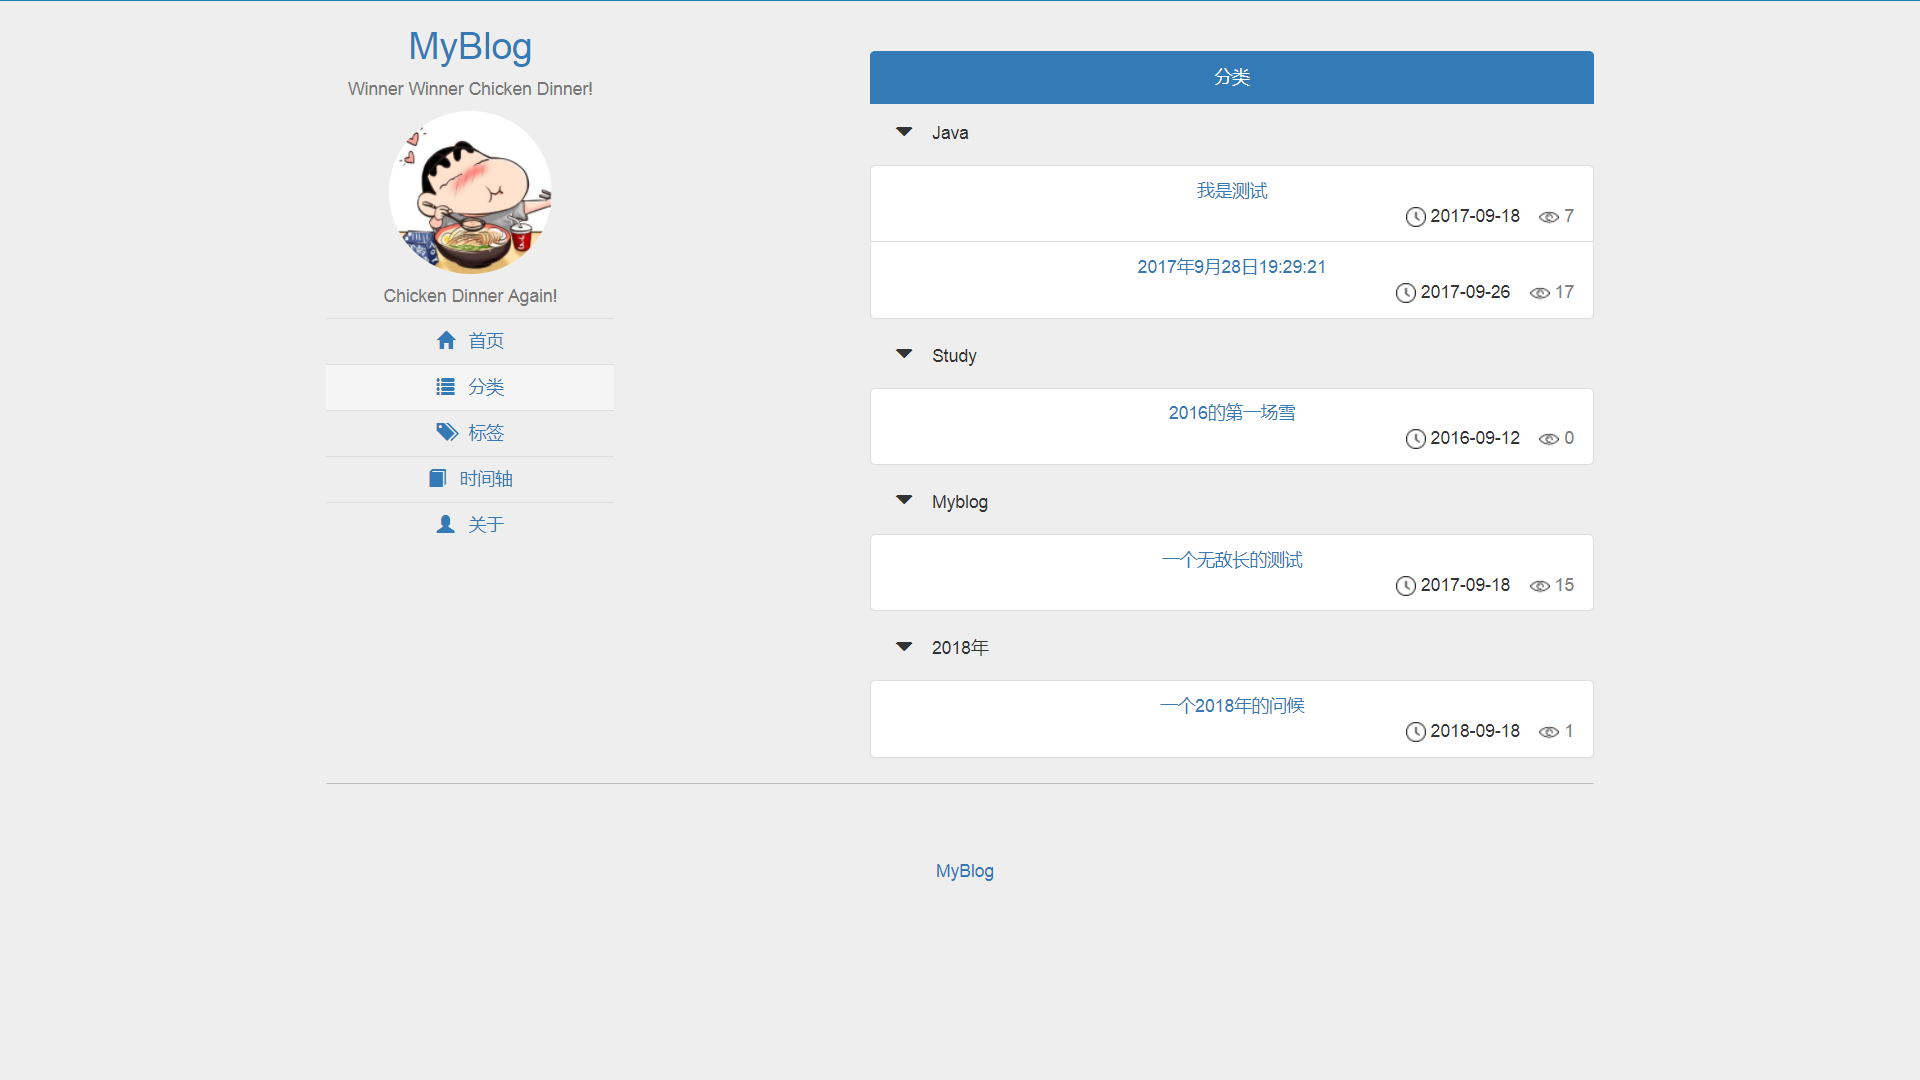 MyBlog
Winner Winner Chicken Dinner!
Chicken Dinner Again!
首页
分类
标签
时间轴
关于
分类
Java
我是测试
2017-09-18 7
2017年9月28日19:29:21
2017-09-26 17
Study
2016的第一场雪
2016-09-12 0
Myblog
一个无敌长的测试
2017-09-18 15
2018年
一个2018年的问候
2018-09-18 1
MyBlog